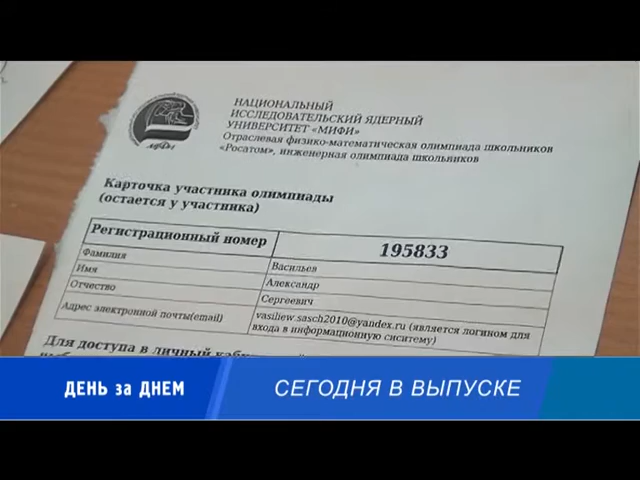 НАЦИОНАЛЬНЫЙ
ИССЛЕДОВАТЕЛЬСКИЙ ЯДЕРНЫЙ
УНИВЕРСИТЕТ «МИФИ»
Отраслевая физико-математическая олимпиада школьников
«Росатом», инженерная олимпиада школьников
Карточка участника олимпиады
(остается у участника)
Регистрационный номер 195833
Фамилия Васильев
Имя Александр
Отчество Сергеевич
Адрес электронной почты(email) vasiliew.sasch2010@yandex.ru (является логином для
входа в информационную сиситему)
Для доступа в личный
ДЕНЬ за ДНЕМ
СЕГОДНЯ В ВЫПУСКЕ